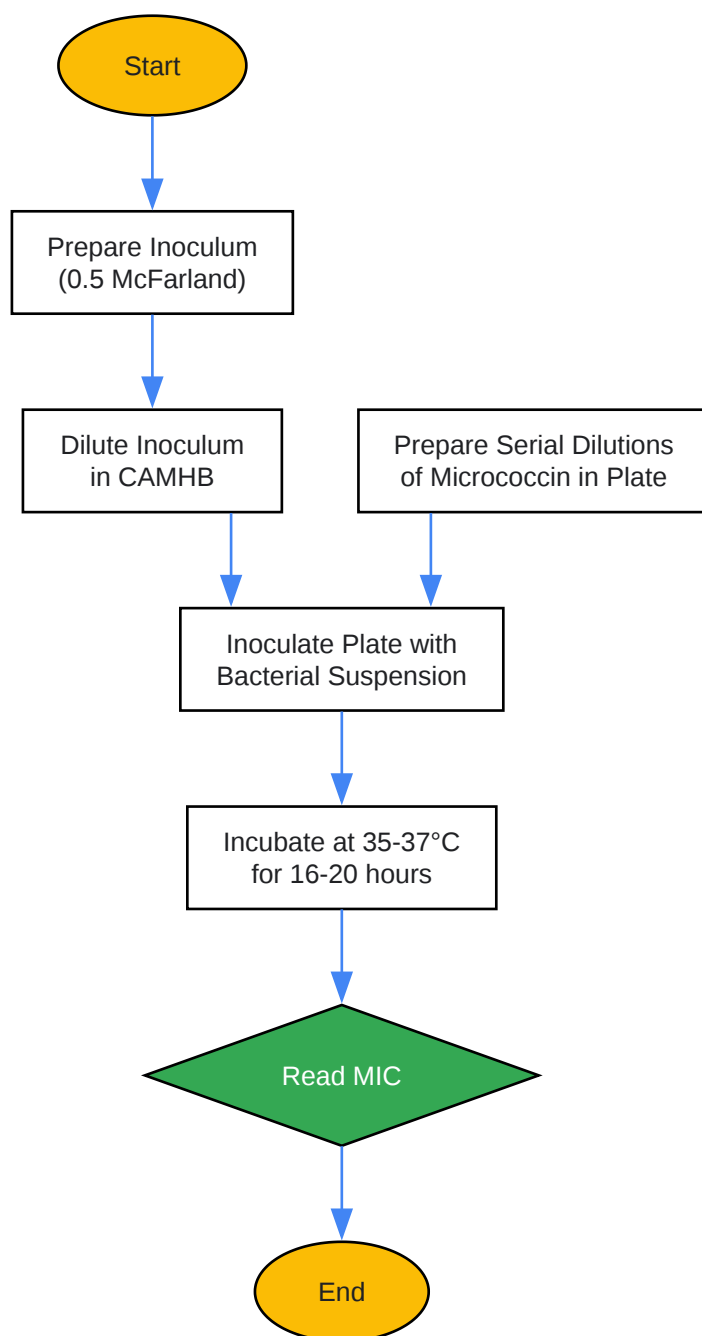 Start
Prepare Inoculum
(0.5 McFarland)
Dilute Inoculum
in CAMHB
Prepare Serial Dilutions
of Micrococcin in Plate
Inoculate Plate with
Bacterial Suspension
Incubate at 35-37°C
for 16-20 hours
Read MIC
End